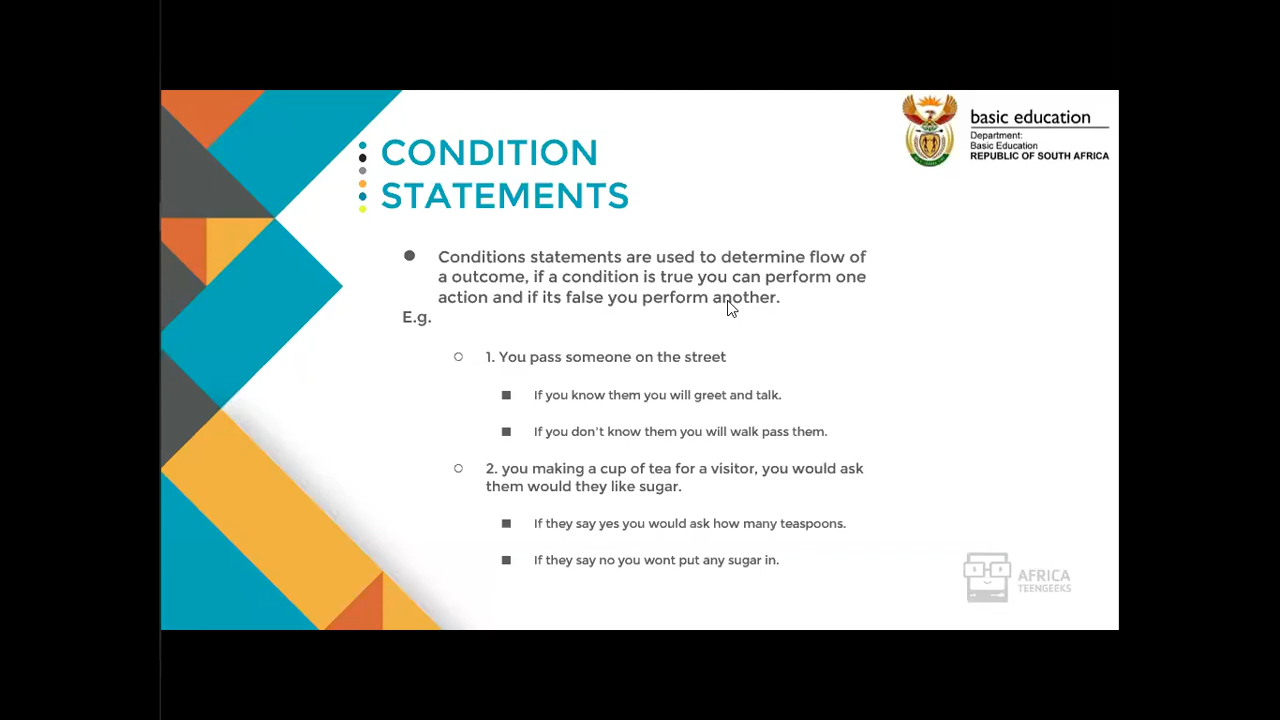 basic education
Department:
Basic Education
REPUBLIC OF SOUTH AFRICA
CONDITION
STATEMENTS
Conditions statements are used to determine flow of
a outcome, if a condition is true you can perform one
action and if its false you perform another.
E.g.
1. You pass someone on the street
If you know them you will greet and talk.
If you don't know them you will walk pass them.
2. you making a cup of tea for a visitor, you would ask
them would they like sugar.
If they say yes you would ask how many teaspoons.
If they say no you wont put any sugar in.
AFRICA
TEENGEEKS